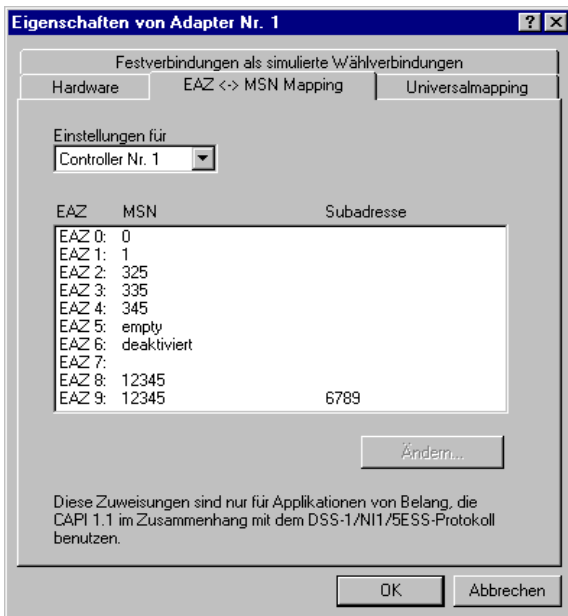 Eigenschaften von Adapter Nr. 1
Festverbindungen als simulierte Wählverbindungen
Hardware EAZ <-> MSN Mapping Universalmapping
Einstellungen für
Controller Nr. 1
EAZ MSN Subadresse
EAZ 0: 0
EAZ 1: 1
EAZ 2: 325
EAZ 3: 335
EAZ 4: 345
EAZ 5: empty
EAZ 6: deaktiviert
EAZ 7:
EAZ 8: 12345
EAZ 9: 12345 6789
Ändern...
Diese Zuweisungen sind nur für Applikationen von Belang, die
CAPI 1.1 im Zusammenhang mit dem DSS-1/NI1/5ESS-Protokoll
benutzen.
OK Abbrechen